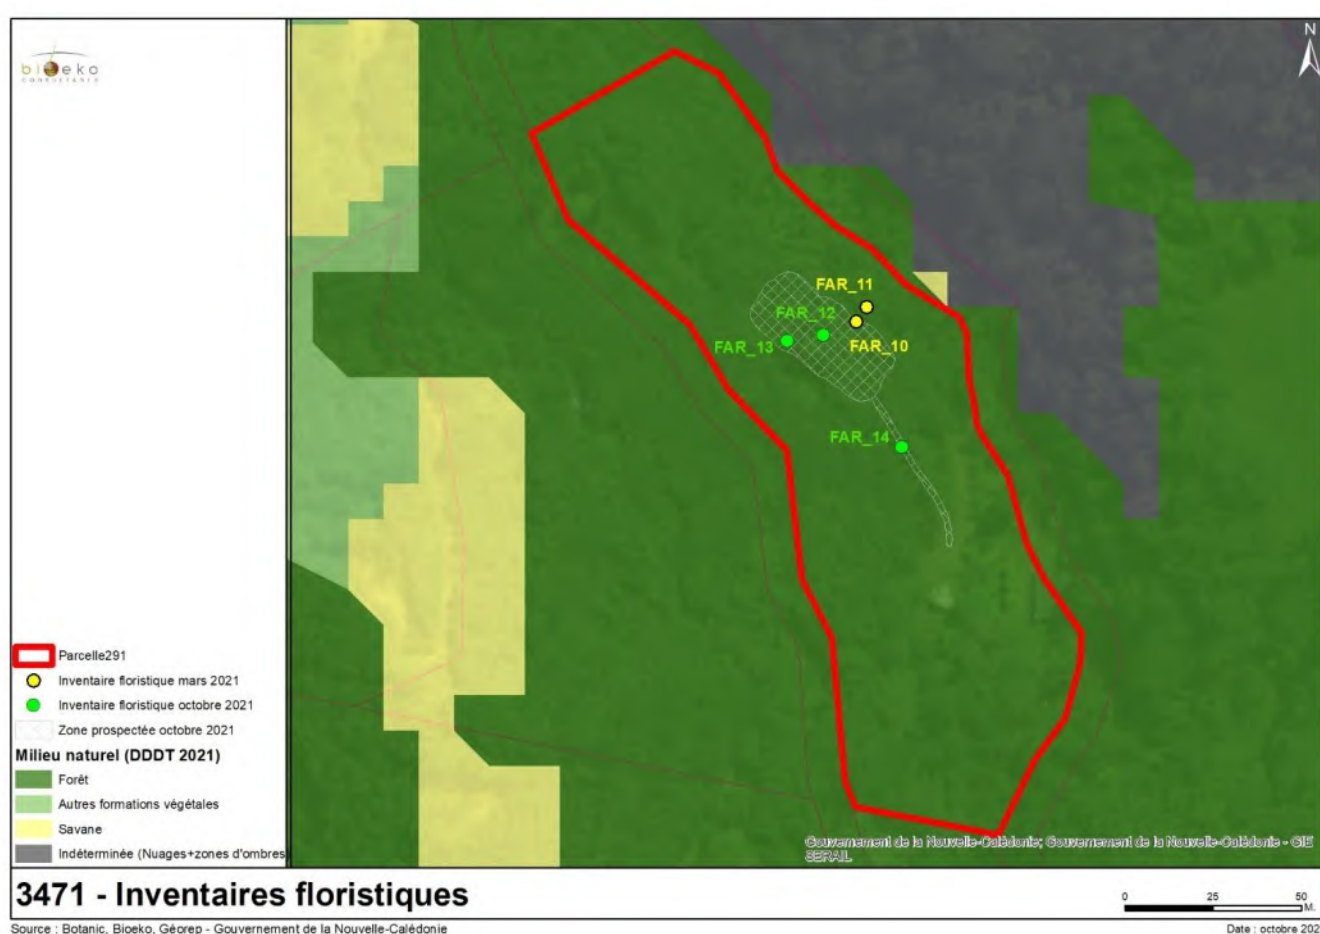 bioeko
CONSULTANTS
N
FAR_11
FAR_12
FAR_13
FAR_10
FAR_14
Parcelle291
Inventaire floristique mars 2021
Inventaire floristique octobre 2021
Zone prospectée octobre 2021
Milieu naturel (DDDT 2021)
Forêt
Autres formations végétales
Savane
Indéterminée (Nuages+zones d'ombres
Gouvernement de la Nouvelle-Calédonie; Gouvernement de la Nouvelle-Calédonie - GIE
SERAIL
3471 - Inventaires floristiques
0 25 50
M.
Source : Botanic, Bioeko, Géorep - Gouvernement de la Nouvelle-Calédonie
Date : octobre 202